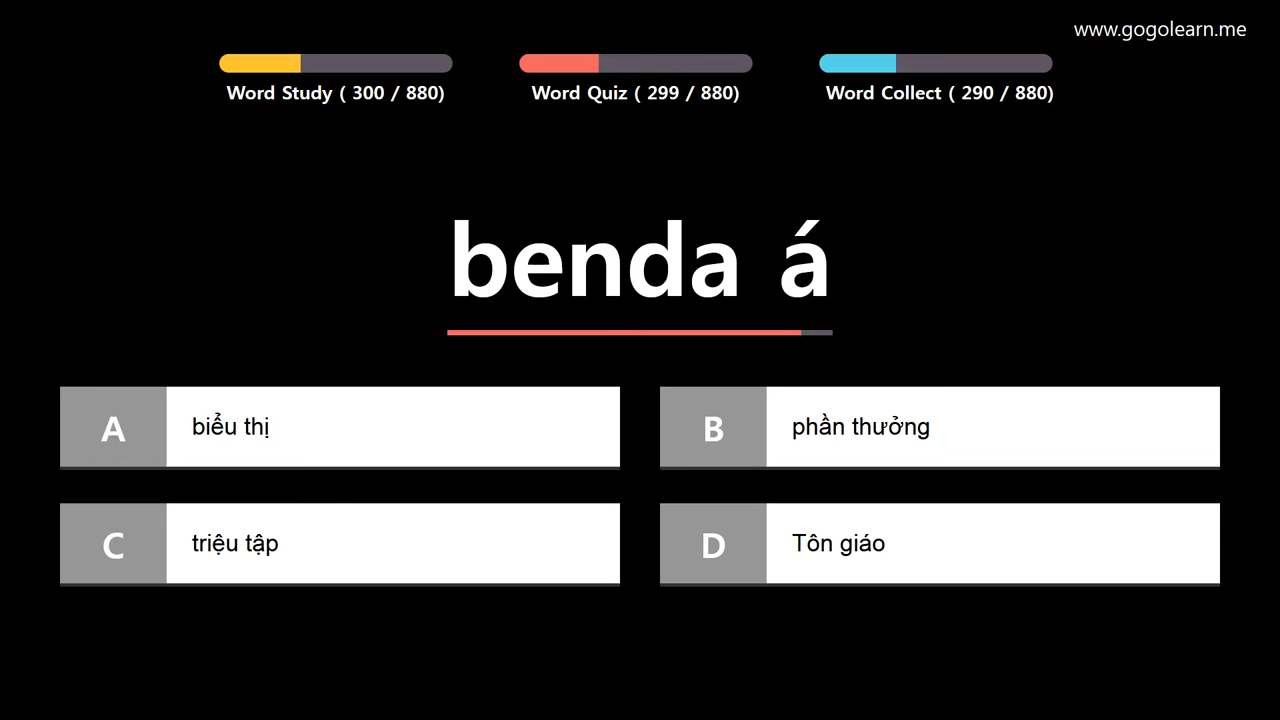 www.gogolearn.me
Word Study ( 300 / 880)
Word Quiz ( 299 / 880)
Word Collect ( 290 / 880)
benda á
A biểu thị
B phần thưởng
C triệu tập
D Tôn giáo